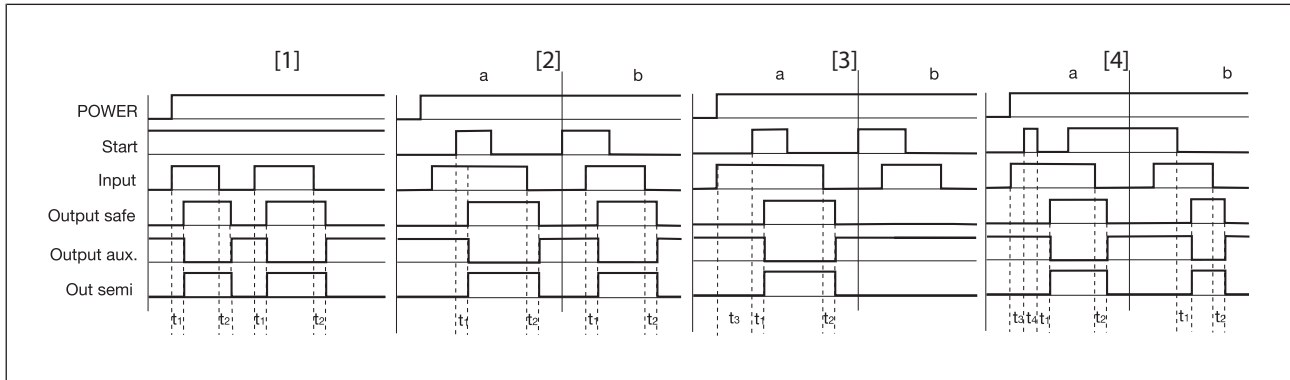 [1] [2] [3] [4]
a b a b a b
POWER
Start
Input
Output safe
Output aux.
Out semi
t1 t2 t1 t2 t1 t2 t1 t2 t3 t1 t2 t3 t4 t1 t2 t1 t2